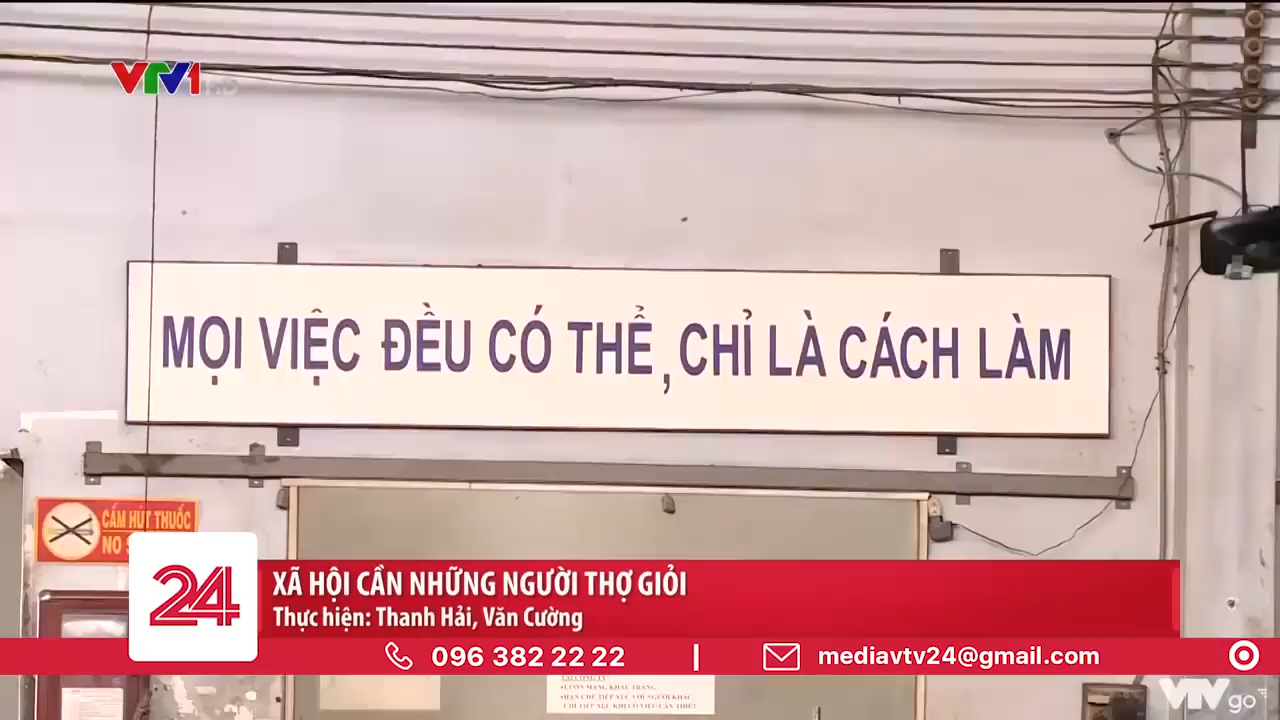 VTV1 HD
MỌI VIỆC ĐỀU CÓ THỂ, CHỈ LÀ CÁCH LÀM
CẤM HÚT THUỐC
NO
24
XÃ HỘI CẦN NHỮNG NGƯỜI THỢ GIỎI
Thực hiện: Thanh Hải, Văn Cường
096 382 22 22 | mediavtv24@gmail.com
VTVgo